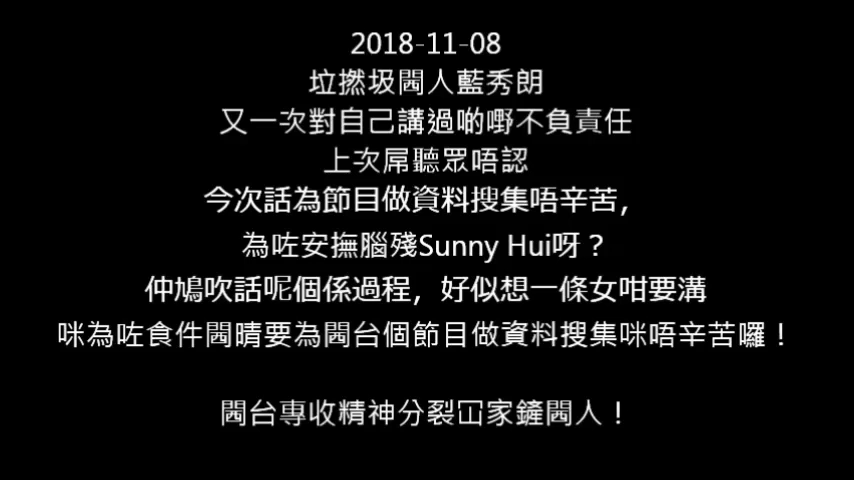 2018-11-08
垃撚圾閪人藍秀朗
又一次對自己講過啲嘢不負責任
上次屌聽眾唔認
今次話為節目做資料搜集唔辛苦，
為咗安撫腦殘Sunny Hui呀？
仲鳩吹話呢個係過程，好似想一條女咁要溝
咪為咗食件閪晴要為閪台個節目做資料搜集咪唔辛苦囉！
閪台專收精神分裂冚家鏟閪人！